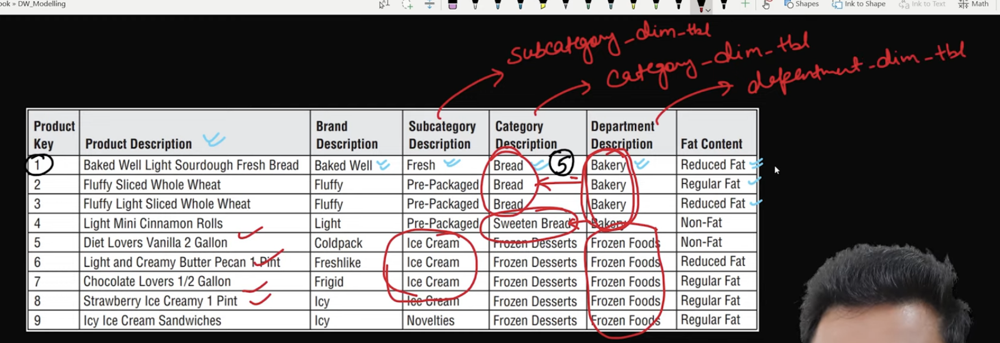 ook » DW_Modelling
Shapes Ink to Shape Ink to Text Math
Subcategory_dim_tbl
Category_dim_tbl
depentment_dim_tbl
Product Key Product Description Brand Description Subcategory Description Category Description Department Description Fat Content
1 Baked Well Light Sourdough Fresh Bread Baked Well Fresh Bread 5 Bakery Reduced Fat
2 Fluffy Sliced Whole Wheat Fluffy Pre-Packaged Bread Bakery Regular Fat
3 Fluffy Light Sliced Whole Wheat Fluffy Pre-Packaged Bread Bakery Reduced Fat
4 Light Mini Cinnamon Rolls Light Pre-Packaged Sweeten Bread Bakery Non-Fat
5 Diet Lovers Vanilla 2 Gallon Coldpack Ice Cream Frozen Desserts Frozen Foods Non-Fat
6 Light and Creamy Butter Pecan 1 Pint Freshlike Ice Cream Frozen Desserts Frozen Foods Reduced Fat
7 Chocolate Lovers 1/2 Gallon Frigid Ice Cream Frozen Desserts Frozen Foods Regular Fat
8 Strawberry Ice Creamy 1 Pint Icy Ice Cream Frozen Desserts Frozen Foods Regular Fat
9 Icy Ice Cream Sandwiches Icy Novelties Frozen Desserts Frozen Foods Regular Fat